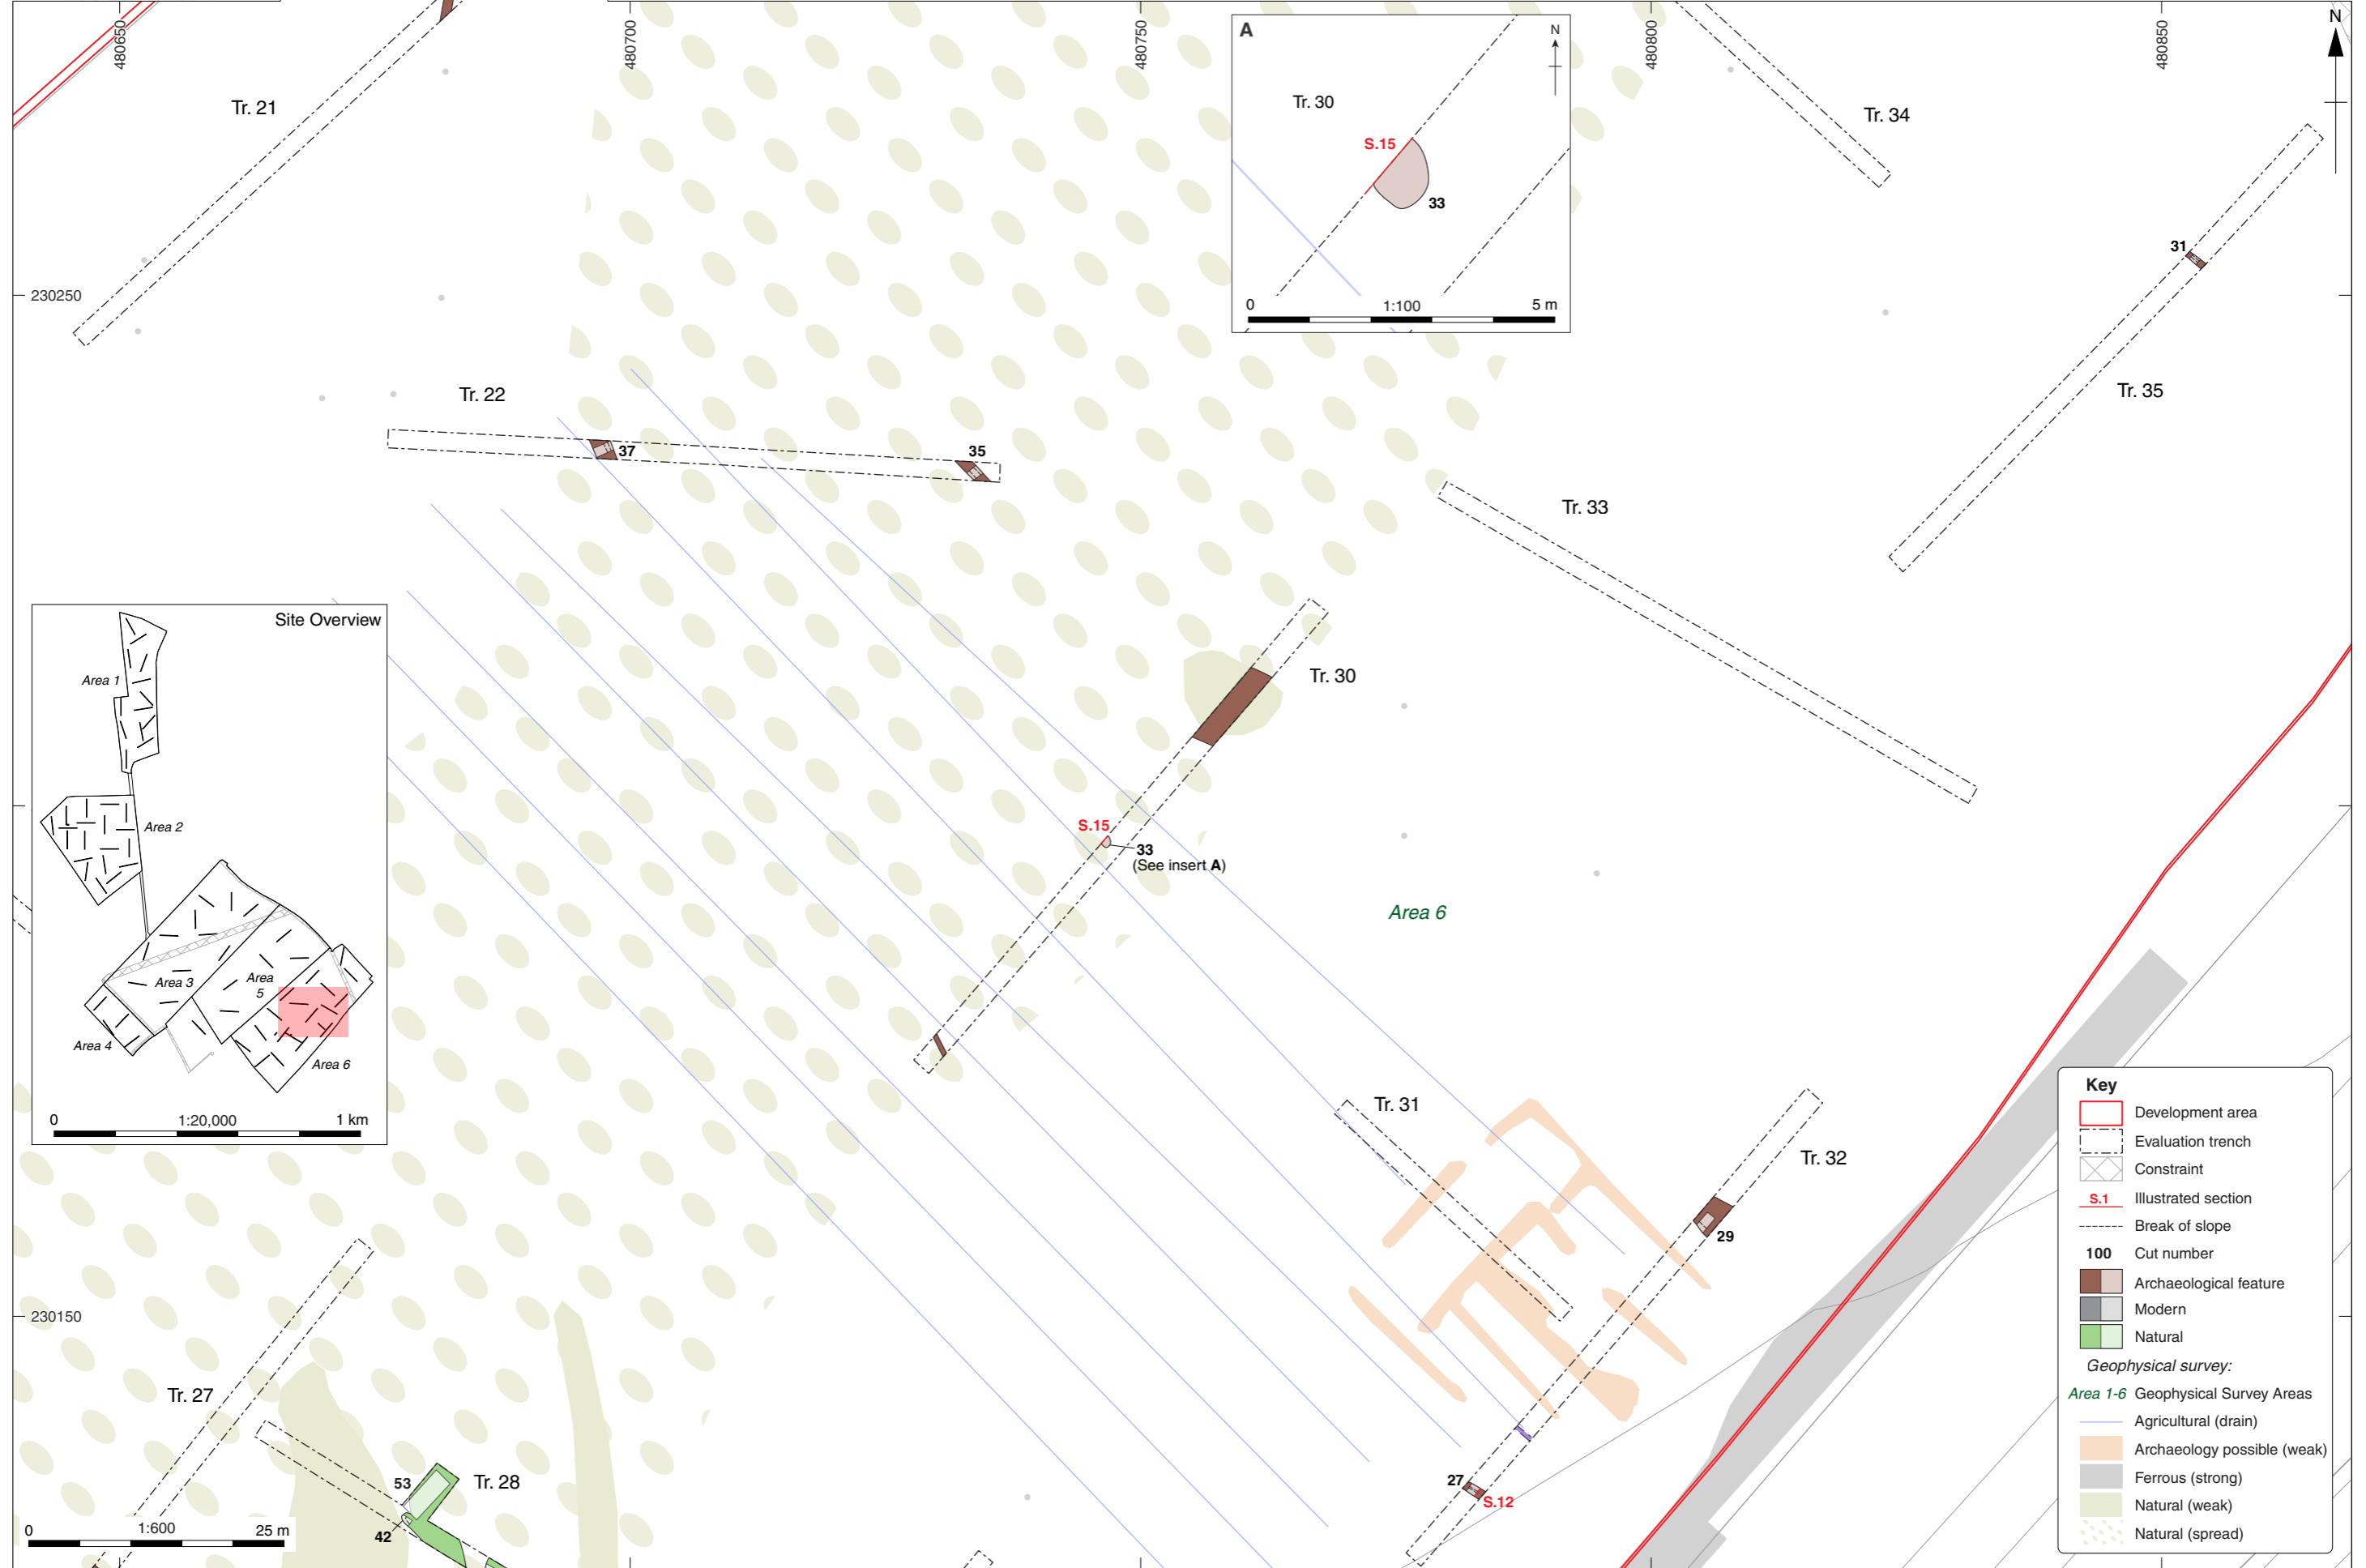 480650
480700
480750
480800
480850
N
A
N
Tr. 30
S.15
33
0 1:100 5 m
Tr. 21
Tr. 34
31
230250
Tr. 22
Tr. 35
37
35
Tr. 33
Site Overview
Area 1
Area 2
Area 3
Area
5
Area 4
Area 6
0 1:20,000 1 km
Tr. 30
S.15
33
(See insert A)
Area 6
Tr. 31
Tr. 32
29
230150
Tr. 27
53
Tr. 28
42
27
S.12
0 1:600 25 m
Key
Development area
Evaluation trench
Constraint
S.1 Illustrated section
Break of slope
100 Cut number
Archaeological feature
Modern
Natural
Geophysical survey:
Area 1-6 Geophysical Survey Areas
Agricultural (drain)
Archaeology possible (weak)
Ferrous (strong)
Natural (weak)
Natural (spread)